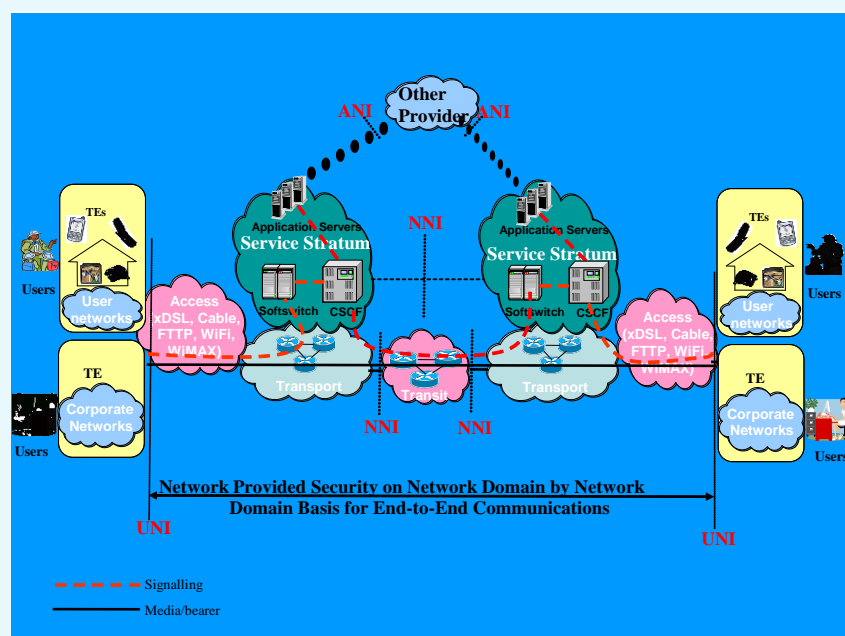 Other
Provider
ANI
ANI
NNI
TEs
Users
User
networks
Application Servers
Service Stratum
Softswitch
CSCF
Application Servers
Service Stratum
Softswitch
CSCF
TEs
Users
User
networks
Access
(xDSL, Cable,
FTTP, WiFi,
WiMAX)
Access
(xDSL, Cable,
FTTP, WiFi,
WiMAX)
Transport
Transit
Transport
TE
Corporate
Networks
Users
TE
Corporate
Networks
Users
NNI
NNI
Network Provided Security on Network Domain by Network
Domain Basis for End-to-End Communications
UNI
UNI
Signalling
Media/bearer